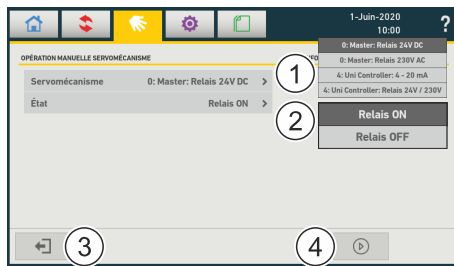 1-Juin-2020
10:00
?
OPÉRATION MANUELLE SERVOMÉCANISME
Servomécanisme 0: Master: Relais 24V DC >
État Relais ON >
0: Master: Relais 24V DC
0: Master: Relais 230V AC
4: Uni Controller: 4 - 20 mA
4: Uni Controller: Relais 24V / 230V
1
Relais ON
Relais OFF
2
3
4